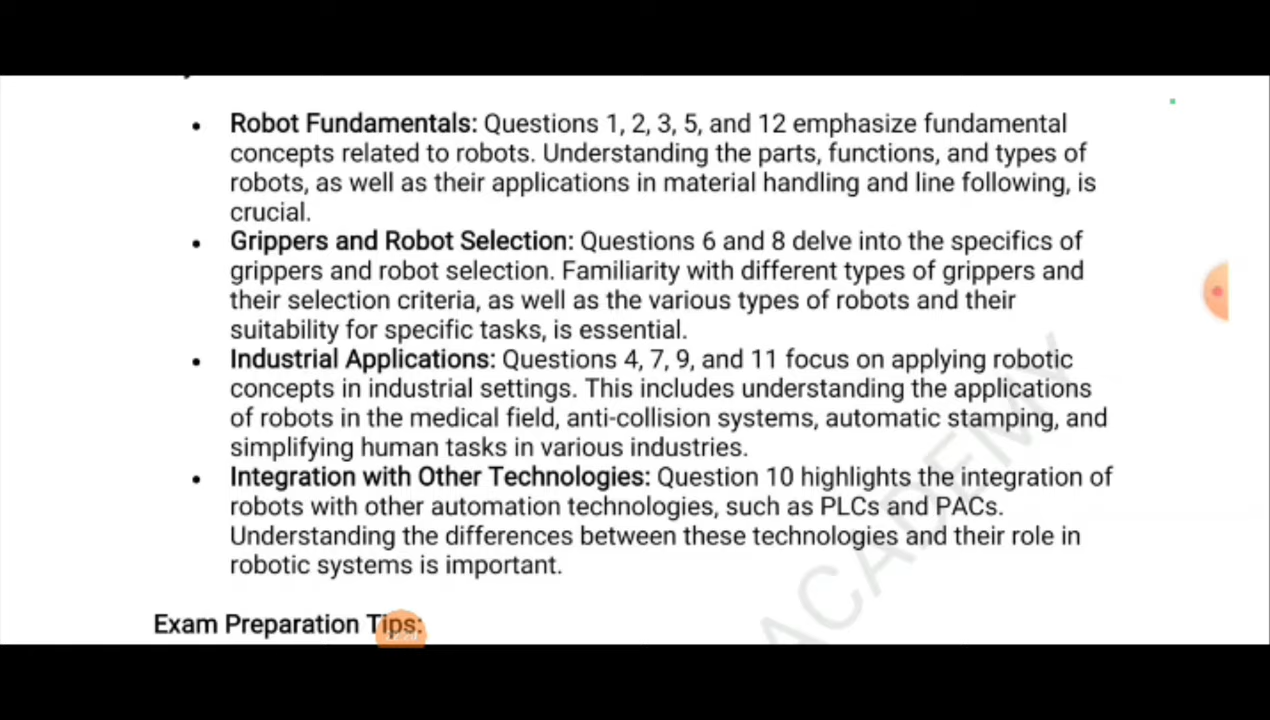 Robot Fundamentals: Questions 1, 2, 3, 5, and 12 emphasize fundamental
concepts related to robots. Understanding the parts, functions, and types of
robots, as well as their applications in material handling and line following, is
crucial.
Grippers and Robot Selection: Questions 6 and 8 delve into the specifics of
grippers and robot selection. Familiarity with different types of grippers and
their selection criteria, as well as the various types of robots and their
suitability for specific tasks, is essential.
Industrial Applications: Questions 4, 7, 9, and 11 focus on applying robotic
concepts in industrial settings. This includes understanding the applications
of robots in the medical field, anti-collision systems, automatic stamping, and
simplifying human tasks in various industries.
Integration with Other Technologies: Question 10 highlights the integration of
robots with other automation technologies, such as PLCs and PACs.
Understanding the differences between these technologies and their role in
robotic systems is important.
Exam Preparation Tips:
ACADEMY